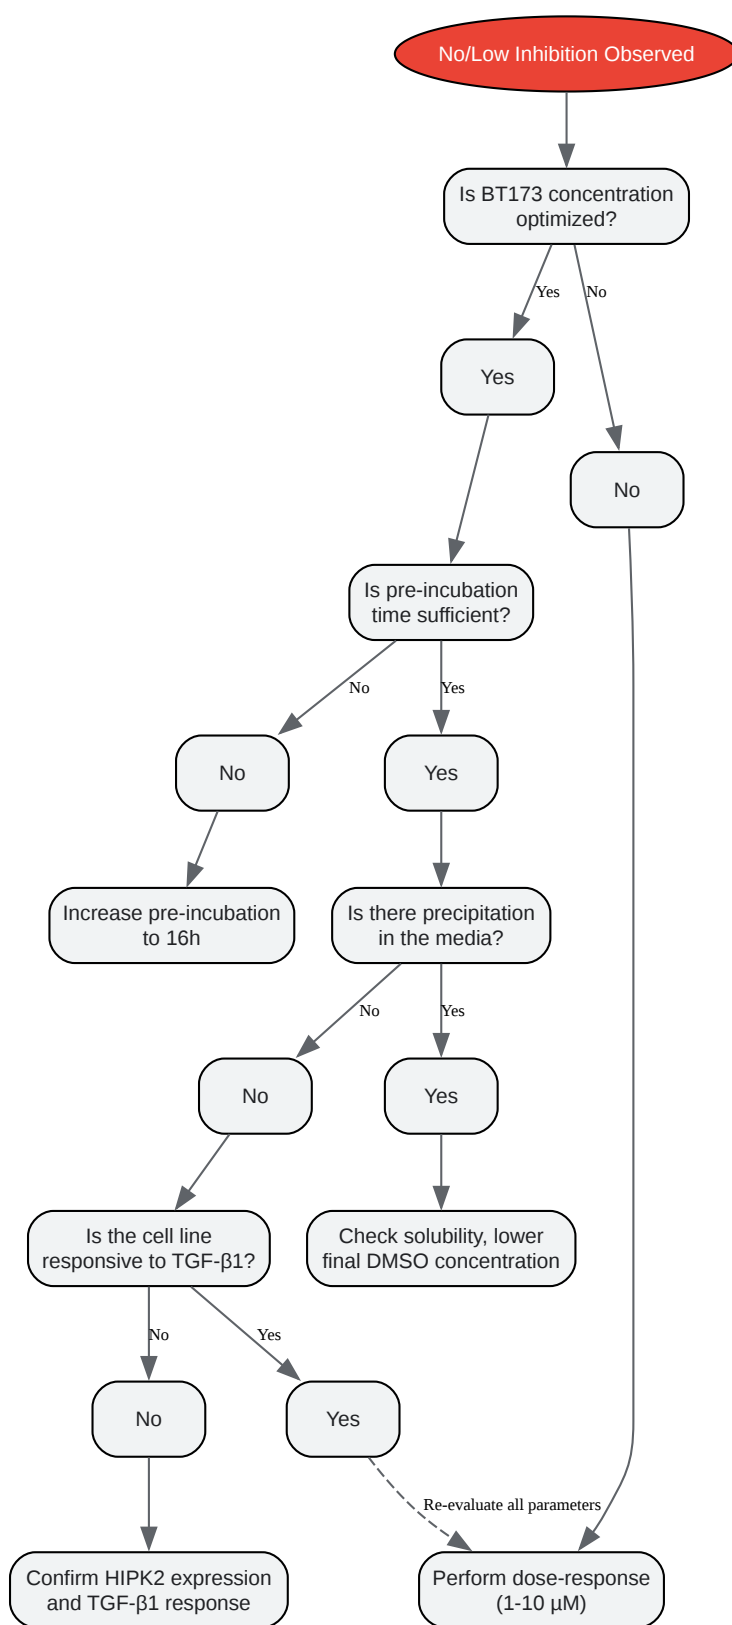 No/Low Inhibition Observed
Is BT173 concentration
optimized?
Yes
No
Yes
No
Is pre-incubation
time sufficient?
No
Yes
No
Yes
Increase pre-incubation
to 16h
Is there precipitation
in the media?
No
Yes
No
Yes
Is the cell line
responsive to TGF-β1?
Check solubility, lower
final DMSO concentration
No
Yes
No
Yes
Re-evaluate all parameters
Confirm HIPK2 expression
and TGF-β1 response
Perform dose-response
(1-10 µM)